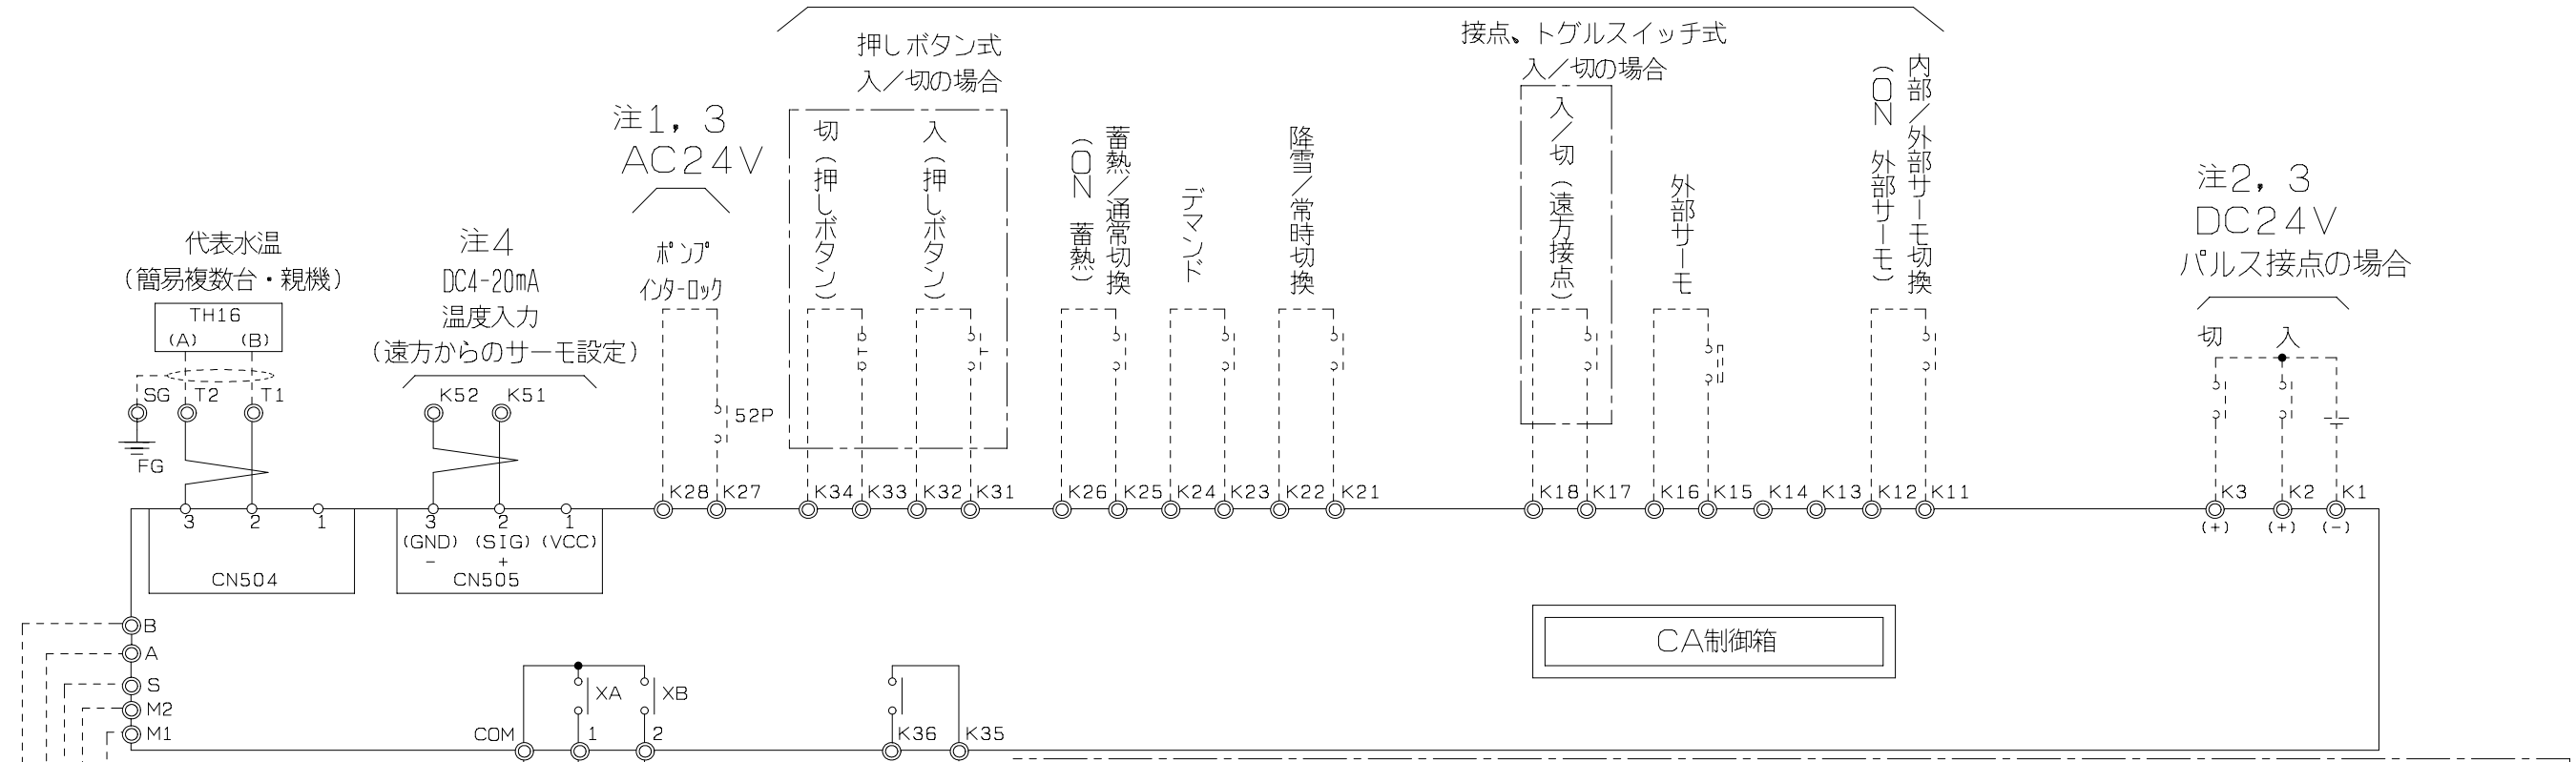 押しボタン式
入/切の場合
接点、トグルスイッチ式
入/切の場合
注1,3
AC24V
切(押しボタン)
入(押しボタン)
蓄熱/通常切換
(ON 蓄熱)
デマンド
降雪/常時切換
入/切(遠方接点)
外部サーモ
内部/外部サーモ切換
(ON 外部サーモ)
注2,3
DC24V
パルス接点の場合
切 入
代表水温
(簡易複数台・親機)
TH16
(A) (B)
SG T2 T1
FG
注4
DC4-20mA
温度入力
(遠方からのサーモ設定)
K52 K51
ポンプ
インターロック
52P
K28 K27 K34 K33 K32 K31 K26 K25 K24 K23 K22 K21 K18 K17 K16 K15 K14 K13 K12 K11 K3 K2 K1
(+) (+) (-)
3 2 1
CN504
3 2 1
(GND) (SIG) (VCC)
- +
CN505
CA制御箱
B
A
S
M2
M1
XA XB
COM 1 2 K36 K35